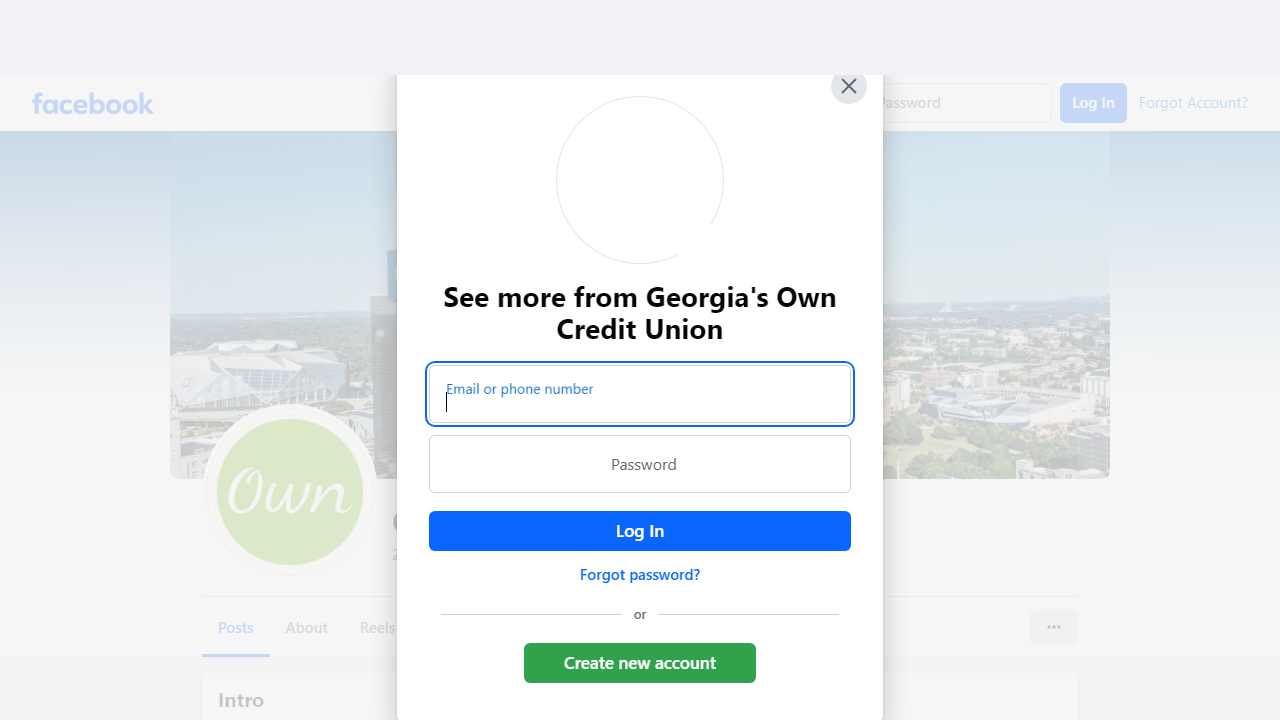 facebook
Password
Log In
Forgot Account?
See more from Georgia's Own
Credit Union
Email or phone number
Password
Log In
Forgot password?
or
Create new account
Own
Posts
About
Reels
Intro